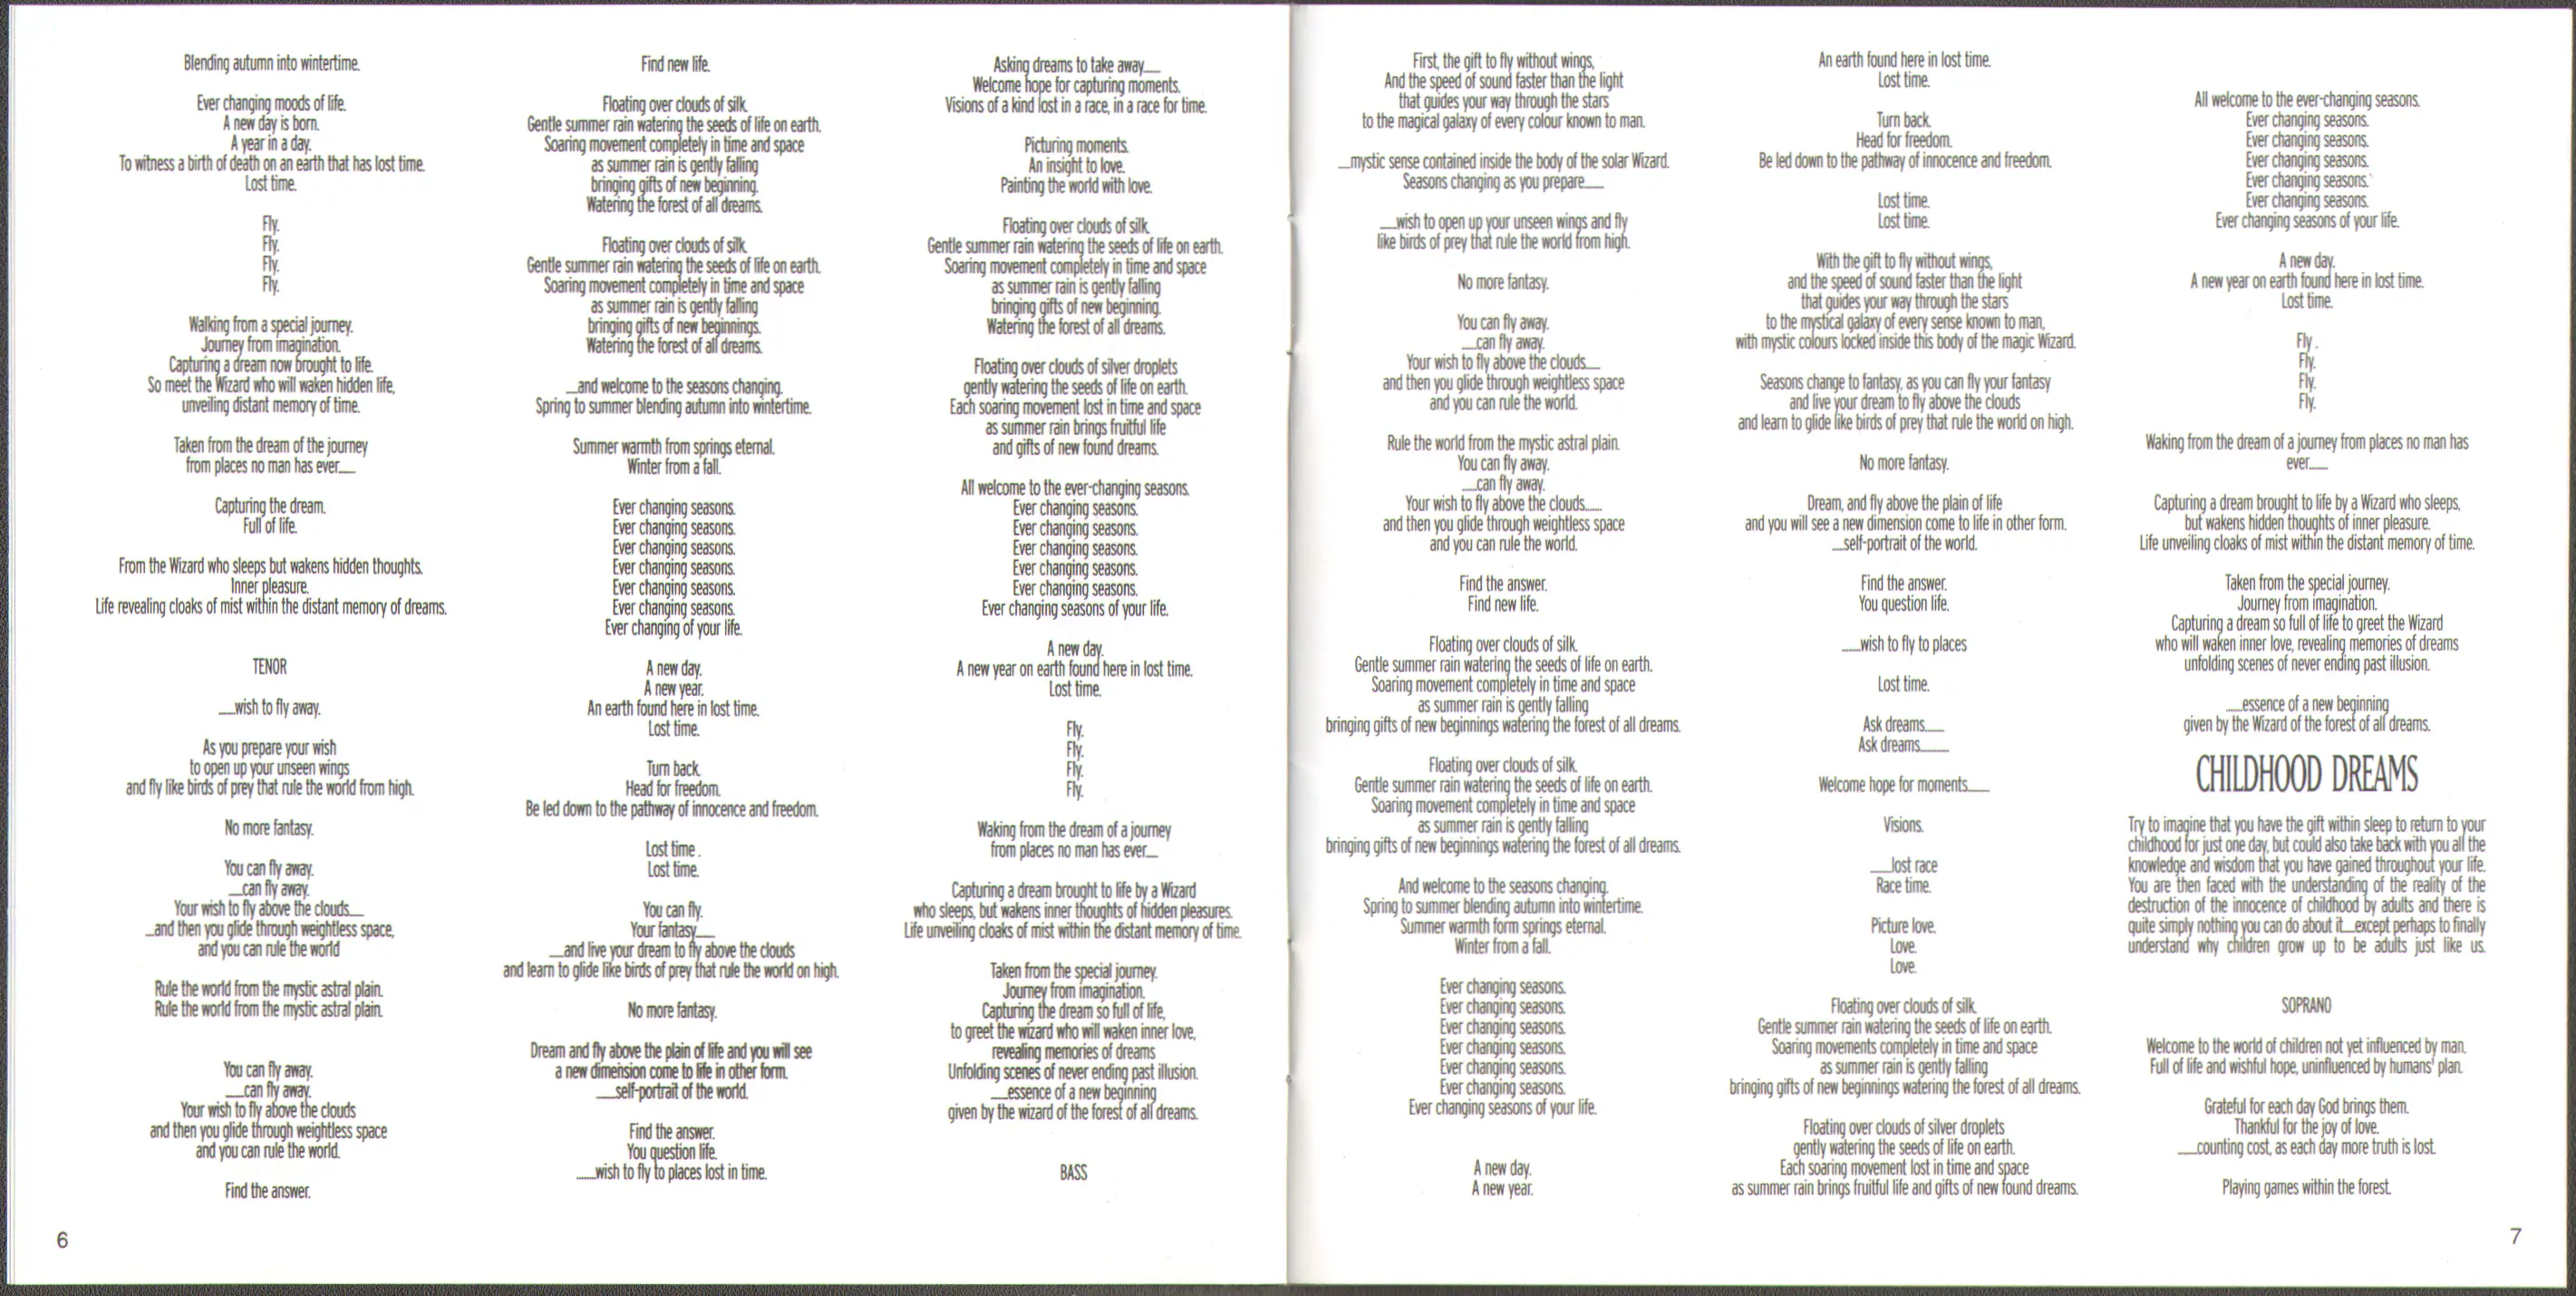 Blending autumn into wintertime.
Ever changing moods of life.
A new day is born.
A year in a day.
To witness a birth of death on an earth that has lost time.
Lost time.
Fly.
Fly.
Fly.
Fly.
Walking from a special journey.
Journey from imagination.
Capturing a dream now brought to life.
So meet the Wizard who will waken hidden life,
unveiling distant memory of time.
Taken from the dream of the journey
from places no man has ever......
Capturing the dream.
Full of life.
From the Wizard who sleeps but wakens hidden thoughts.
Inner pleasure.
Life revealing cloaks of mist within the distant memory of dreams.
TENOR
......wish to fly away.
As you prepare your wish
to open up your unseen wings
and fly like birds of prey that rule the world from high.
No more fantasy.
You can fly away.
.....can fly away.
Your wish to fly above the clouds.....
...and then you glide through weightless space,
and you can rule the world
Rule the world from the mystic astral plain.
Rule the world from the mystic astral plain.
You can fly away.
......can fly away.
Your wish to fly above the clouds
and then you glide through weightless space
and you can rule the world.
Find the answer.
6
Find new life.
Floating over clouds of silk.
Gentle summer rain watering the seeds of life on earth.
Soaring movement completely in time and space
as summer rain is gently falling
bringing gifts of new beginning.
Watering the forest of all dreams.
Floating over clouds of silk.
Gentle summer rain watering the seeds of life on earth.
Soaring movement completely in time and space
as summer rain is gently falling
bringing gifts of new beginnings.
Watering the forest of all dreams.
....and welcome to the seasons changing.
Spring to summer blending autumn into wintertime.
Summer warmth from springs eternal.
Winter from a fall.
Ever changing seasons.
Ever changing seasons.
Ever changing seasons.
Ever changing seasons.
Ever changing seasons.
Ever changing seasons.
Ever changing of your life.
A new day.
A new year.
An earth found here in lost time.
Lost time.
Turn back.
Head for freedom.
Be led down to the pathway of innocence and freedom.
Lost time .
Lost time.
You can fly.
Your fantasy......
.....and live your dream to fly above the clouds
and learn to glide like birds of prey that rule the world on high.
No more fantasy.
Dream and fly above the plain of life and you will see
a new dimension come to life in other form.
......self-portrait of the world.
Find the answer.
You question life.
......wish to fly to places lost in time.
Asking dreams to take away......
Welcome hope for capturing moments.
Visions of a kind lost in a race, in a race for time.
Picturing moments.
An insight to love.
Painting the world with love.
Floating over clouds of silk.
Gentle summer rain watering the seeds of life on earth.
Soaring movement completely in time and space
as summer rain is gently falling
bringing gifts of new beginning.
Watering the forest of all dreams.
Floating over clouds of silver droplets
gently watering the seeds of life on earth.
Each soaring movement lost in time and space
as summer rain brings fruitful life
and gifts of new found dreams.
All welcome to the ever-changing seasons.
Ever changing seasons.
Ever changing seasons.
Ever changing seasons.
Ever changing seasons.
Ever changing seasons.
Ever changing seasons of your life.
A new day.
A new year on earth found here in lost time.
Lost time.
Fly.
Fly.
Fly.
Fly.
Waking from the dream of a journey
from places no man has ever.....
Capturing a dream brought to life by a Wizard
who sleeps, but wakens inner thoughts of hidden pleasures.
Life unveiling cloaks of mist within the distant memory of time.
Taken from the special journey.
Journey from imagination.
Capturing the dream so full of life,
to greet the wizard who will waken inner love,
revealing memories of dreams
Unfolding scenes of never ending past illusion.
......essence of a new beginning
given by the wizard of the forest of all dreams.
BASS
First, the gift to fly without wings,
And the speed of sound faster than the light
that guides your way through the stars
to the magical galaxy of every colour known to man.
.....mystic sense contained inside the body of the solar Wizard.
Seasons changing as you prepare......
......wish to open up your unseen wings and fly
like birds of prey that rule the world from high.
No more fantasy.
You can fly away.
.....can fly away.
Your wish to fly above the clouds.....
and then you glide through weightless space
and you can rule the world.
Rule the world from the mystic astral plain.
You can fly away.
.....can fly away.
Your wish to fly above the clouds......
and then you glide through weightless space
and you can rule the world.
Find the answer.
Find new life.
Floating over clouds of silk.
Gentle summer rain watering the seeds of life on earth.
Soaring movement completely in time and space
as summer rain is gently falling
bringing gifts of new beginnings watering the forest of all dreams.
Floating over clouds of silk.
Gentle summer rain watering the seeds of life on earth.
Soaring movement completely in time and space
as summer rain is gently falling
bringing gifts of new beginnings watering the forest of all dreams.
And welcome to the seasons changing.
Spring to summer blending autumn into wintertime.
Summer warmth form springs eternal.
Winter from a fall.
Ever changing seasons.
Ever changing seasons.
Ever changing seasons.
Ever changing seasons.
Ever changing seasons.
Ever changing seasons.
Ever changing seasons of your life.
A new day.
A new year.
An earth found here in lost time.
Lost time.
Turn back.
Head for freedom.
Be led down to the pathway of innocence and freedom.
Lost time.
Lost time.
With the gift to fly without wings,
and the speed of sound faster than the light
that guides your way through the stars
to the mystical galaxy of every sense known to man,
with mystic colours locked inside this body of the magic Wizard.
Seasons change to fantasy, as you can fly your fantasy
and live your dream to fly above the clouds
and learn to glide like birds of prey that rule the world on high.
No more fantasy.
Dream, and fly above the plain of life
and you will see a new dimension come to life in other form.
.....self-portrait of the world.
Find the answer.
You question life.
......wish to fly to places
Lost time.
Ask dreams......
Ask dreams.........
Welcome hope for moments......
Visions.
.......lost race
Race time.
Picture love.
Love.
Love.
Floating over clouds of silk.
Gentle summer rain watering the seeds of life on earth.
Soaring movements completely in time and space
as summer rain is gently falling
bringing gifts of new beginnings watering the forest of all dreams.
Floating over clouds of silver droplets
gently watering the seeds of life on earth.
Each soaring movement lost in time and space
as summer rain brings fruitful life and gifts of new found dreams.
All welcome to the ever-changing seasons.
Ever changing seasons.
Ever changing seasons.
Ever changing seasons.
Ever changing seasons.
Ever changing seasons.
Ever changing seasons of your life.
A new day.
A new year on earth found here in lost time.
Lost time.
Fly .
Fly.
Fly.
Fly.
Waking from the dream of a journey from places no man has
ever......
Capturing a dream brought to life by a Wizard who sleeps,
but wakens hidden thoughts of inner pleasure.
Life unveiling cloaks of mist within the distant memory of time.
Taken from the special journey.
Journey from imagination.
Capturing a dream so full of life to greet the Wizard
who will waken inner love, revealing memories of dreams
unfolding scenes of never ending past illusion.
......essence of a new beginning
given by the Wizard of the forest of all dreams.
CHILDHOOD DREAMS
Try to imagine that you have the gift within sleep to return to your
childhood for just one day, but could also take back with you all the
knowledge and wisdom that you have gained throughout your life.
You are then faced with the understanding of the reality of the
destruction of the innocence of childhood by adults and there is
quite simply nothing you can do about it.....except perhaps to finally
understand why children grow up to be adults just like us.
SOPRANO
Welcome to the world of children not yet influenced by man.
Full of life and wishful hope, uninfluenced by humans' plan.
Grateful for each day God brings them.
Thankful for the joy of love.
......counting cost, as each day more truth is lost.
Playing games within the forest.
7